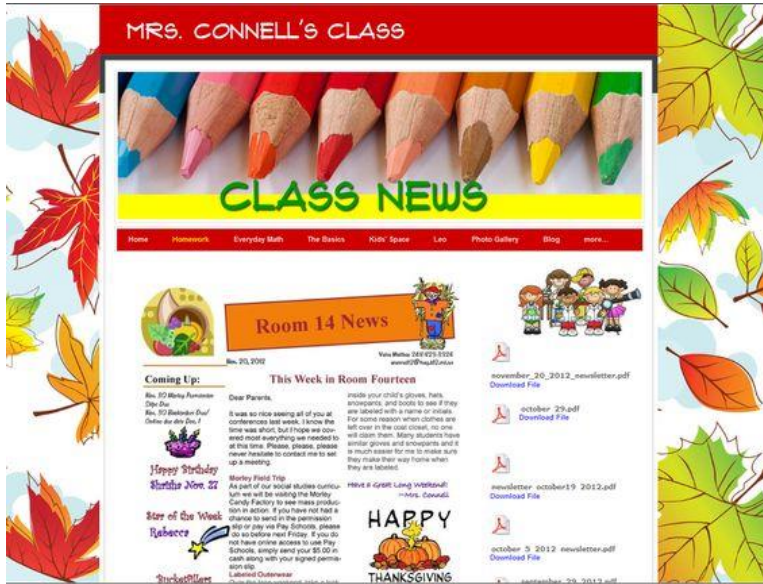 MRS. CONNELL'S CLASS
CLASS NEWS
Home Homework Everyday Math The Basics Kids' Space Leo Photo Gallery Blog more...
Room 14 News
Nov. 20, 2012
Voice Mailbox
Coming Up:
Happy Birthday
Shrisha Nov. 27
Star of the Week
Rebecca
Bucketfillers
This Week in Room Fourteen
Dear Parents,
It was so nice seeing all of you at
conferences last week. I know the
time was short, but I hope we cov-
ered most everything we needed to
at this time. Please, please, please
never hesitate to contact me to set
up a meeting.
Morley Field Trip
As part of our social studies curricu-
lum we will be visiting the Morley
Candy Factory to see mass produc-
tion in action. If you have not had a
chance to send in the permission
slip or pay via Pay Schools, please
do so before next Friday. If you do
not have online access to use Pay
Schools, simply send your $5.00 in
cash along with your signed permis-
sion slip.
Labeled Outerwear
inside your child's gloves, hats,
snowpants, and boots to see if they
are labeled with a name or initials.
For some reason when clothes are
left over in the coat closet, no one
will claim them. Many students have
similar gloves and snowpants and it
is much easier for me to make sure
they make their way home when
they are labeled.
Have a Great Long Weekend!
~Mrs. Connell
HAPPY
THANKSGIVING
november_20_2012_newsletter.pdf
Download File
october_29.pdf
Download File
newsletter_october19_2012.pdf
Download File
october_5_2012_newsletter.pdf
Download File
september_29_2012